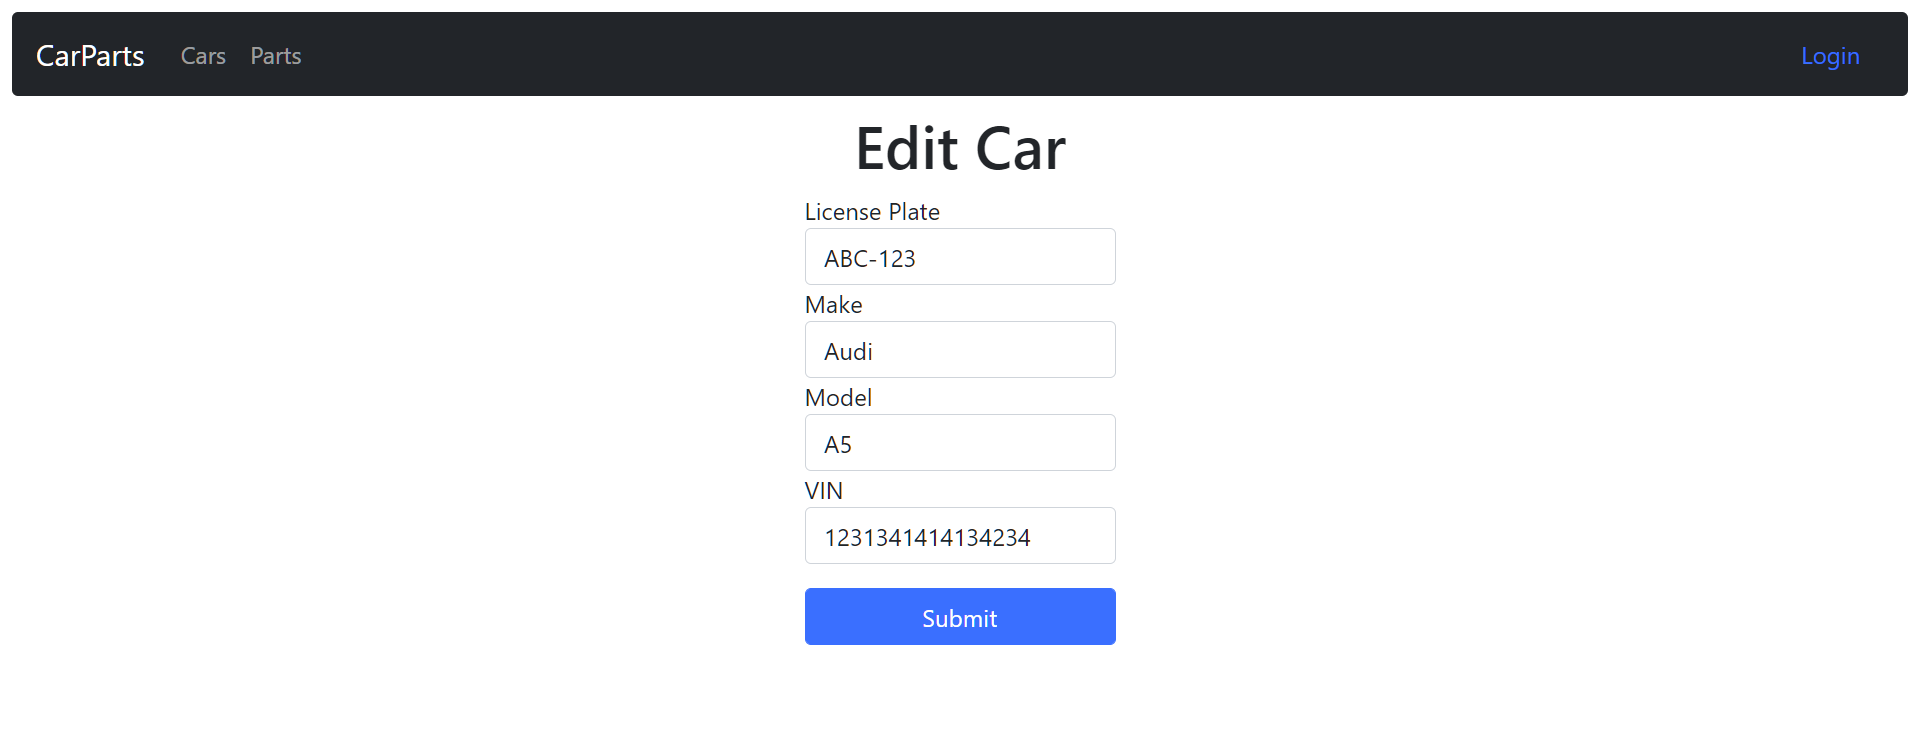 CarParts Cars Parts Login
Edit Car
License Plate
ABC-123
Make
Audi
Model
A5
VIN
1231341414134234
Submit